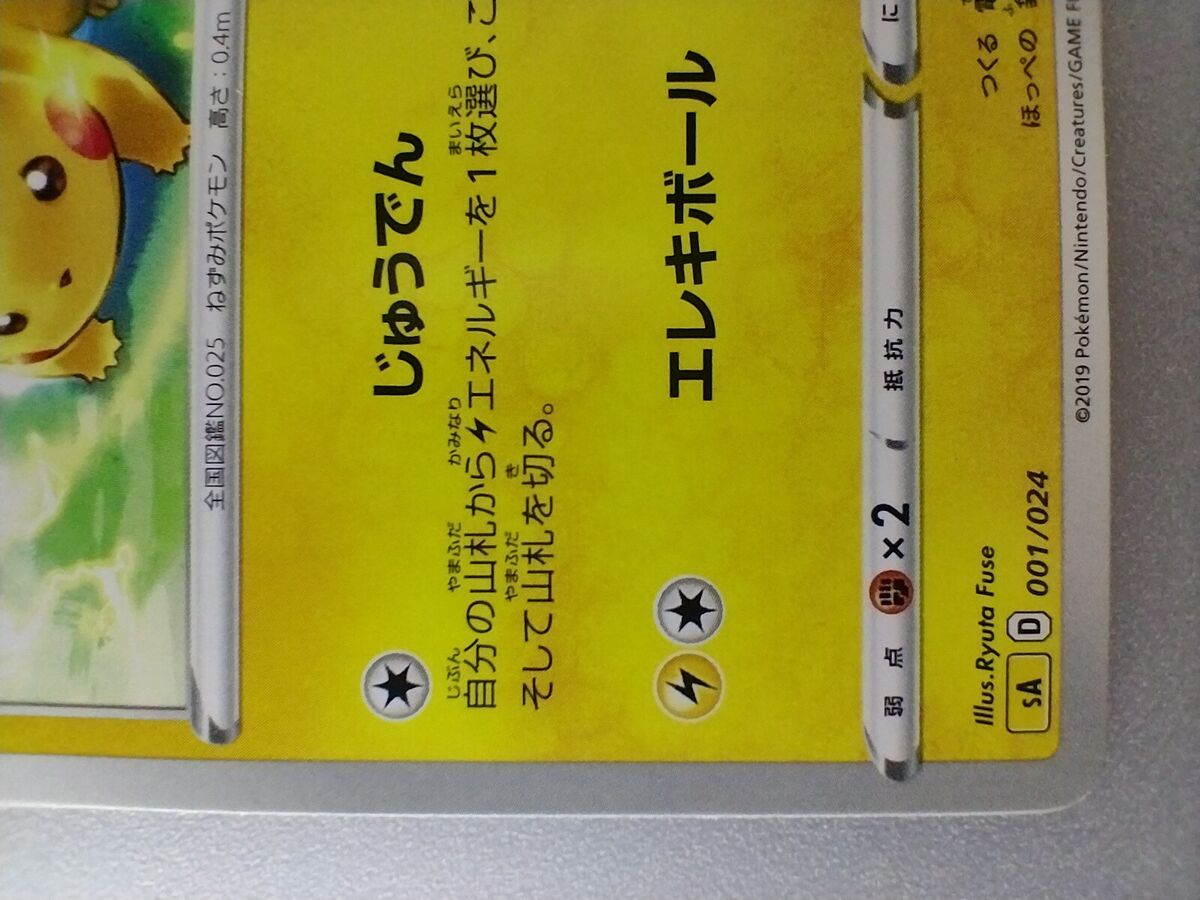 全国図鑑NO.025 ねずみポケモン 高さ：0.4m
じゅうでん
じぶん やまふだ かみなり まいえら
自分の山札からエネルギーを1枚選び、こ
やまふだ き
そして山札を切る。
エレキボール
弱点 ×2 抵抗力 に
つくる
ほっぺの
Illus.Ryuta Fuse
sA D 001/024
©2019 Pokémon/Nintendo/Creatures/GAME